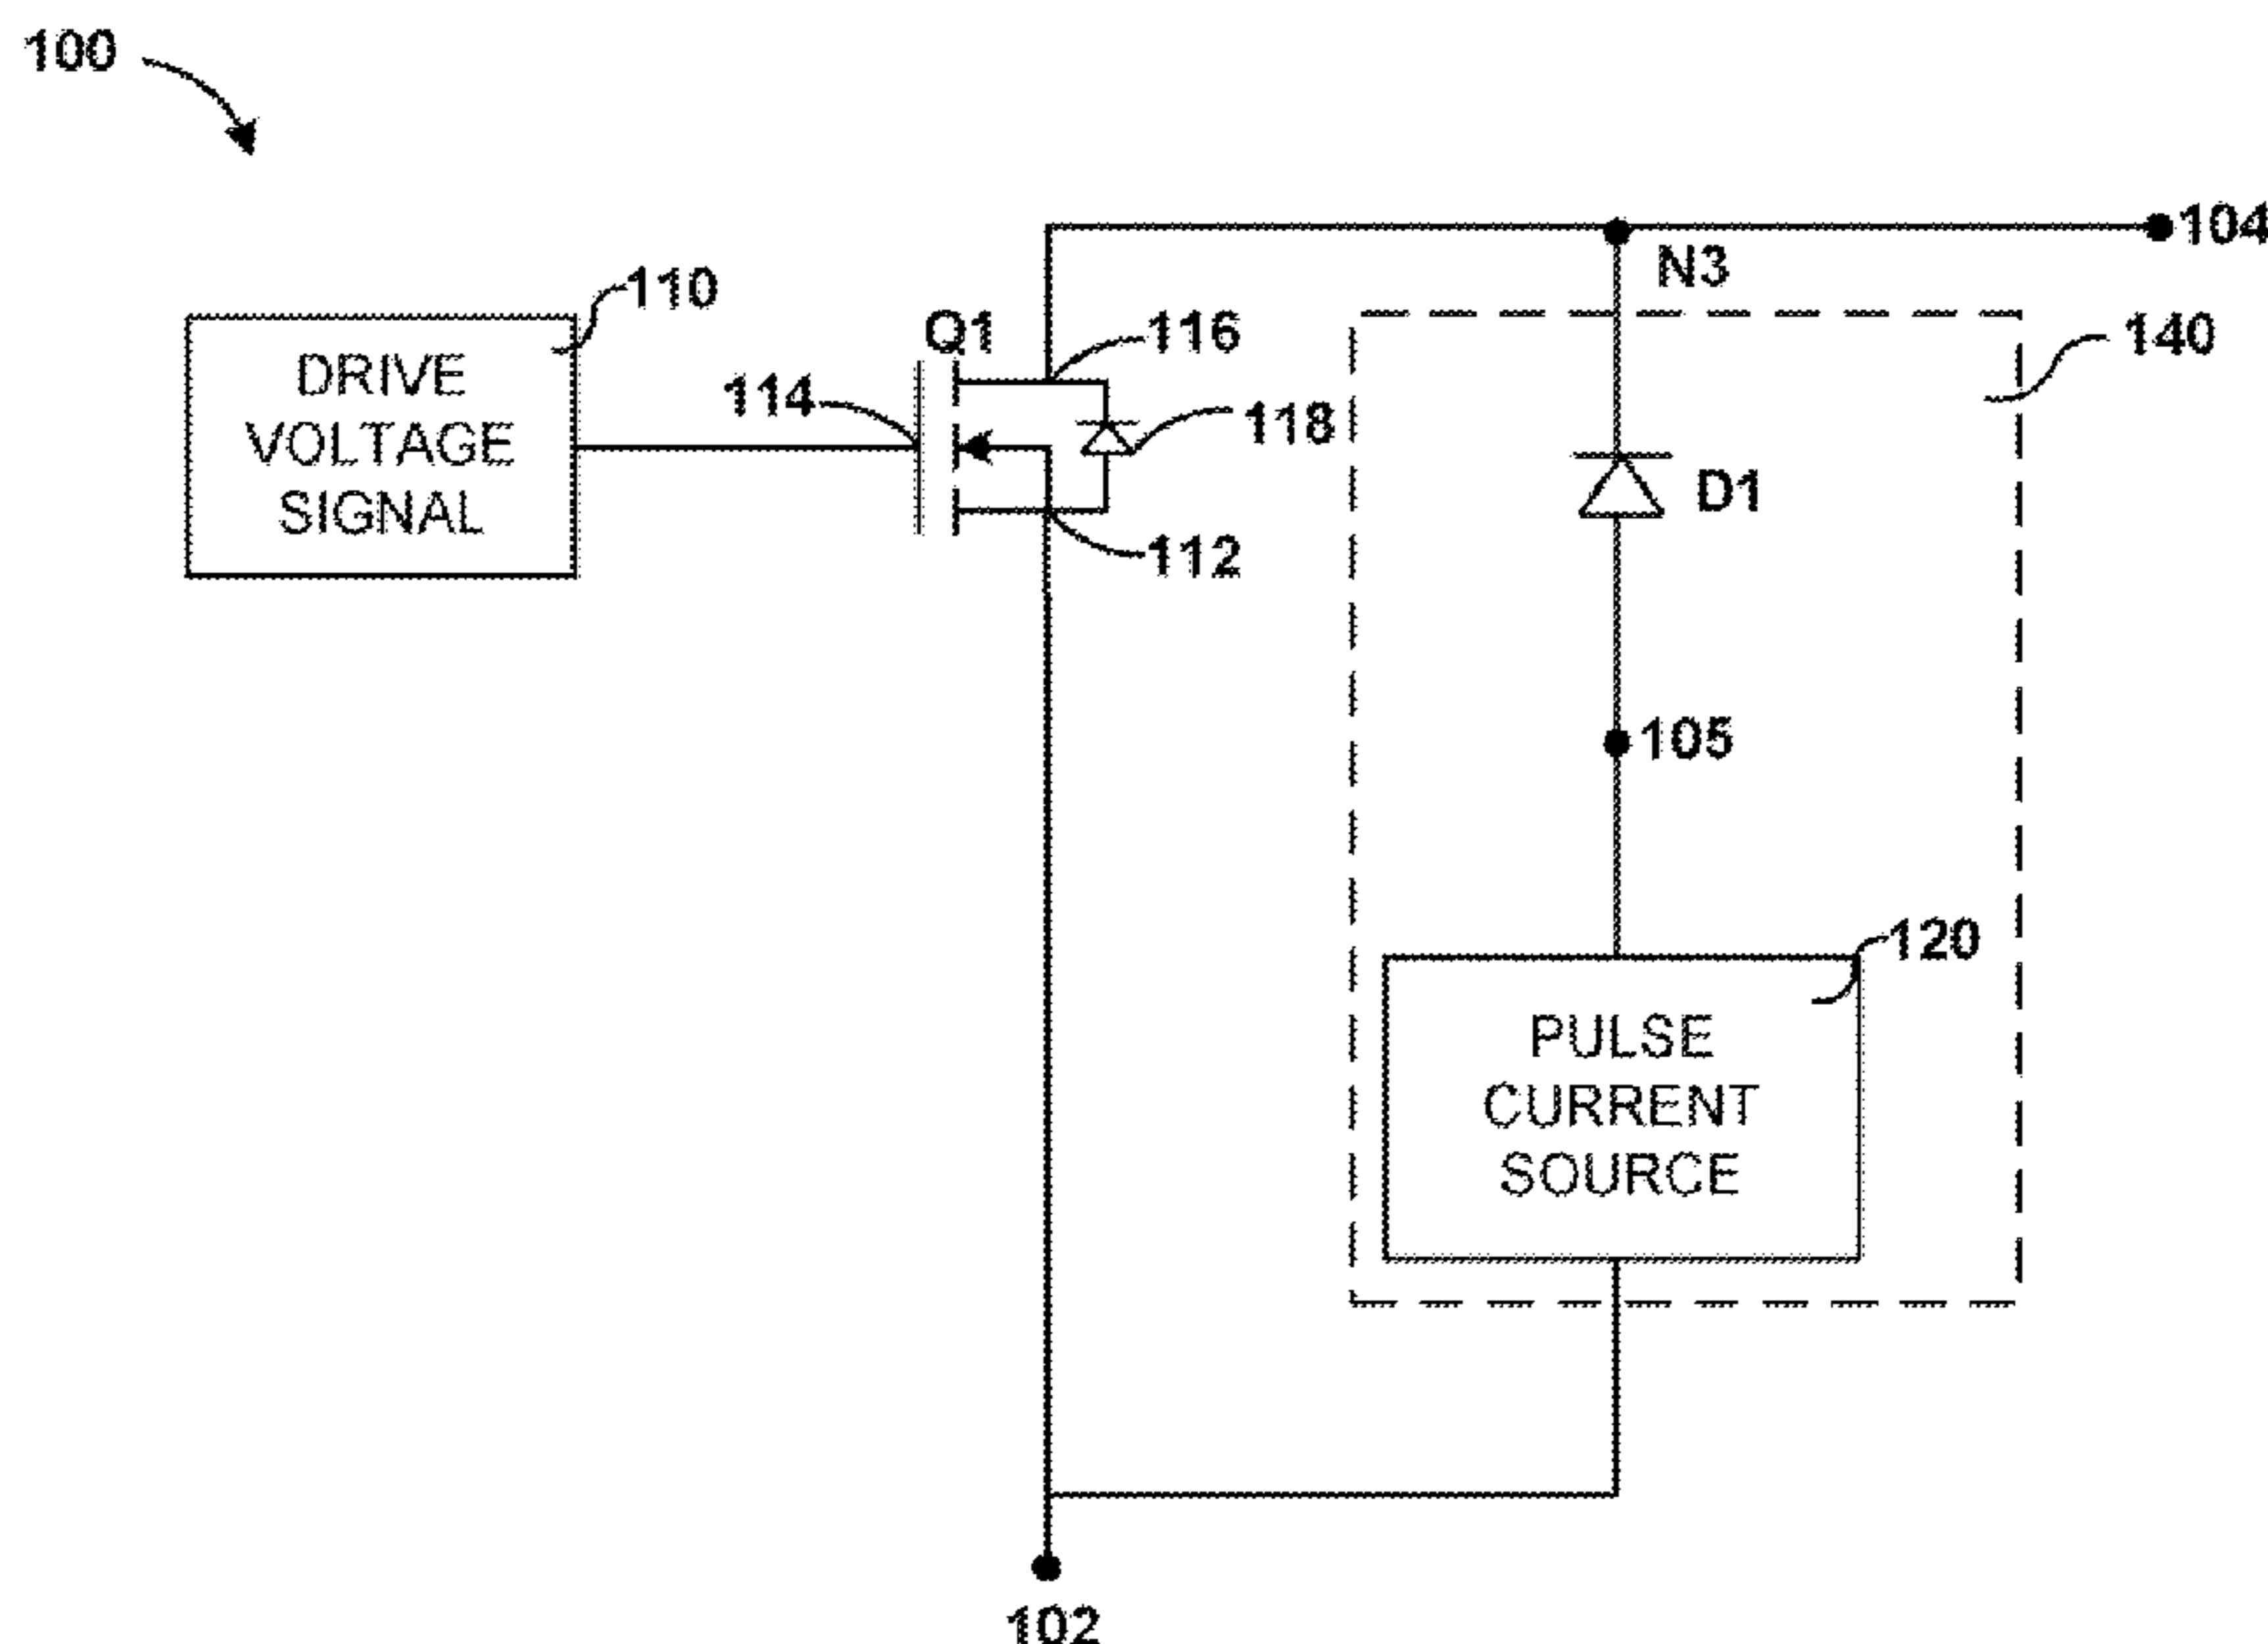 100
104
N3
110
Q1
116
140
DRIVE
VOLTAGE
SIGNAL
114
118
D1
112
105
120
PULSE
CURRENT
SOURCE
102